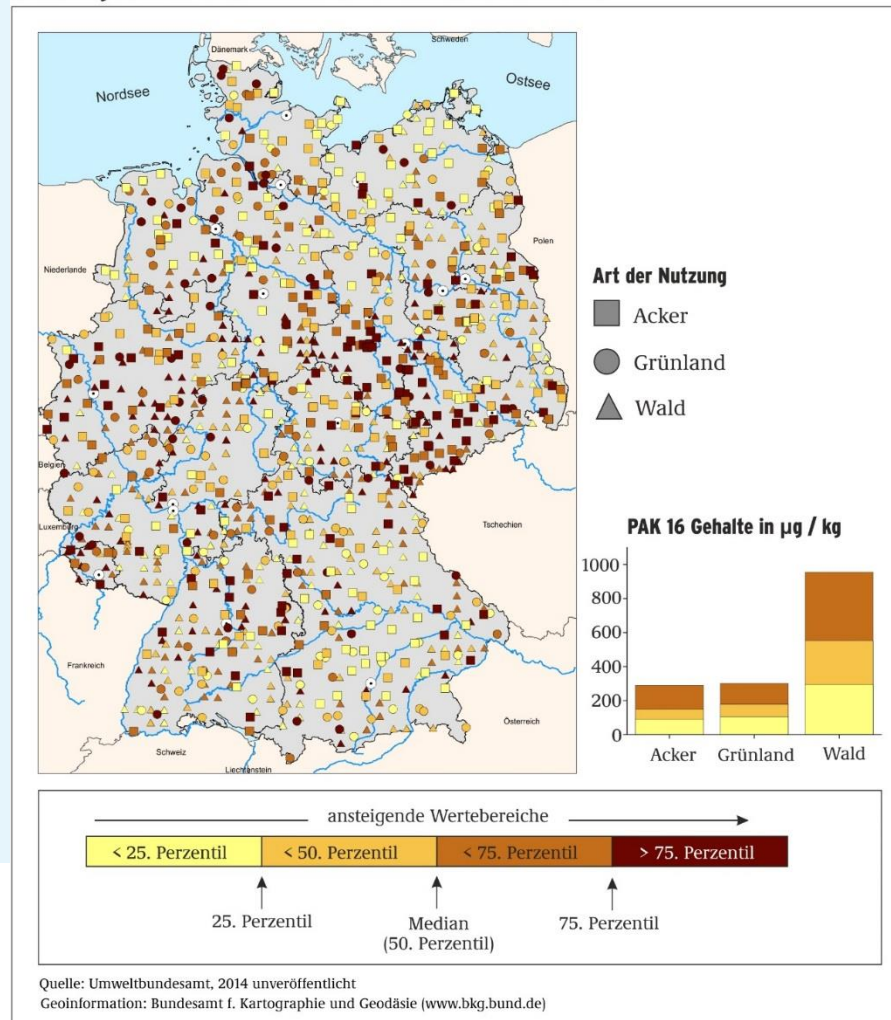 Schweden
Dänemark
Nordsee
Ostsee
Polen
Niederlande
Belgien
Luxemburg
Tschechien
Frankreich
Österreich
Schweiz
Liechtenstein
Art der Nutzung
Acker
Grünland
Wald
PAK 16 Gehalte in µg / kg
1000
800
600
400
200
0
Acker Grünland Wald
ansteigende Wertebereiche
< 25. Perzentil < 50. Perzentil < 75. Perzentil > 75. Perzentil
25. Perzentil Median 75. Perzentil
(50. Perzentil)
Quelle: Umweltbundesamt, 2014 unveröffentlicht
Geoinformation: Bundesamt f. Kartographie und Geodäsie (www.bkg.bund.de)